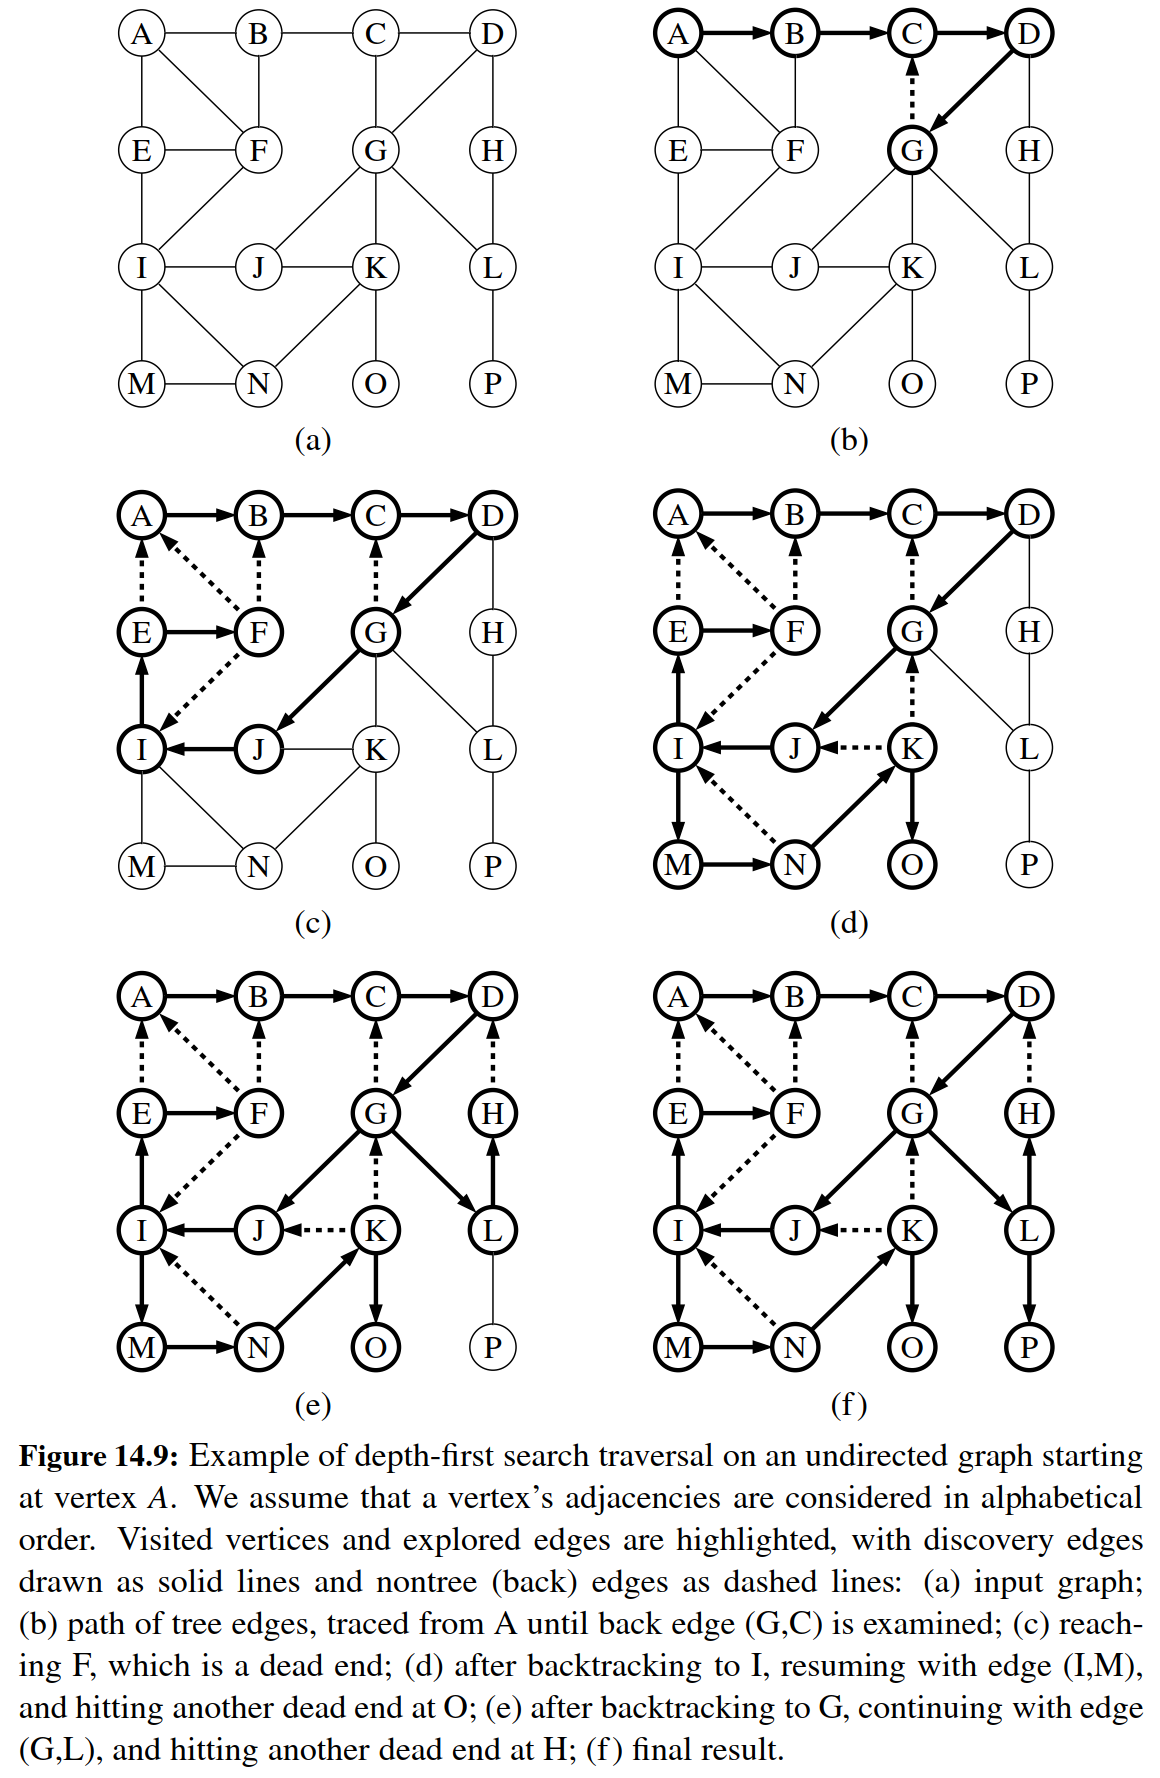 A B C D A B C D
E F G H E F G H
I J K L I J K L
M N O P M N O P
(a) (b)
A B C D A B C D
E F G H E F G H
I J K L I J K L
M N O P M N O P
(c) (d)
A B C D A B C D
E F G H E F G H
I J K L I J K L
M N O P M N O P
(e) (f)
Figure 14.9: Example of depth-first search traversal on an undirected graph starting
at vertex A. We assume that a vertex's adjacencies are considered in alphabetical
order. Visited vertices and explored edges are highlighted, with discovery edges
drawn as solid lines and nontree (back) edges as dashed lines: (a) input graph;
(b) path of tree edges, traced from A until back edge (G,C) is examined; (c) reach-
ing F, which is a dead end; (d) after backtracking to I, resuming with edge (I,M),
and hitting another dead end at O; (e) after backtracking to G, continuing with edge
(G,L), and hitting another dead end at H; (f) final result.